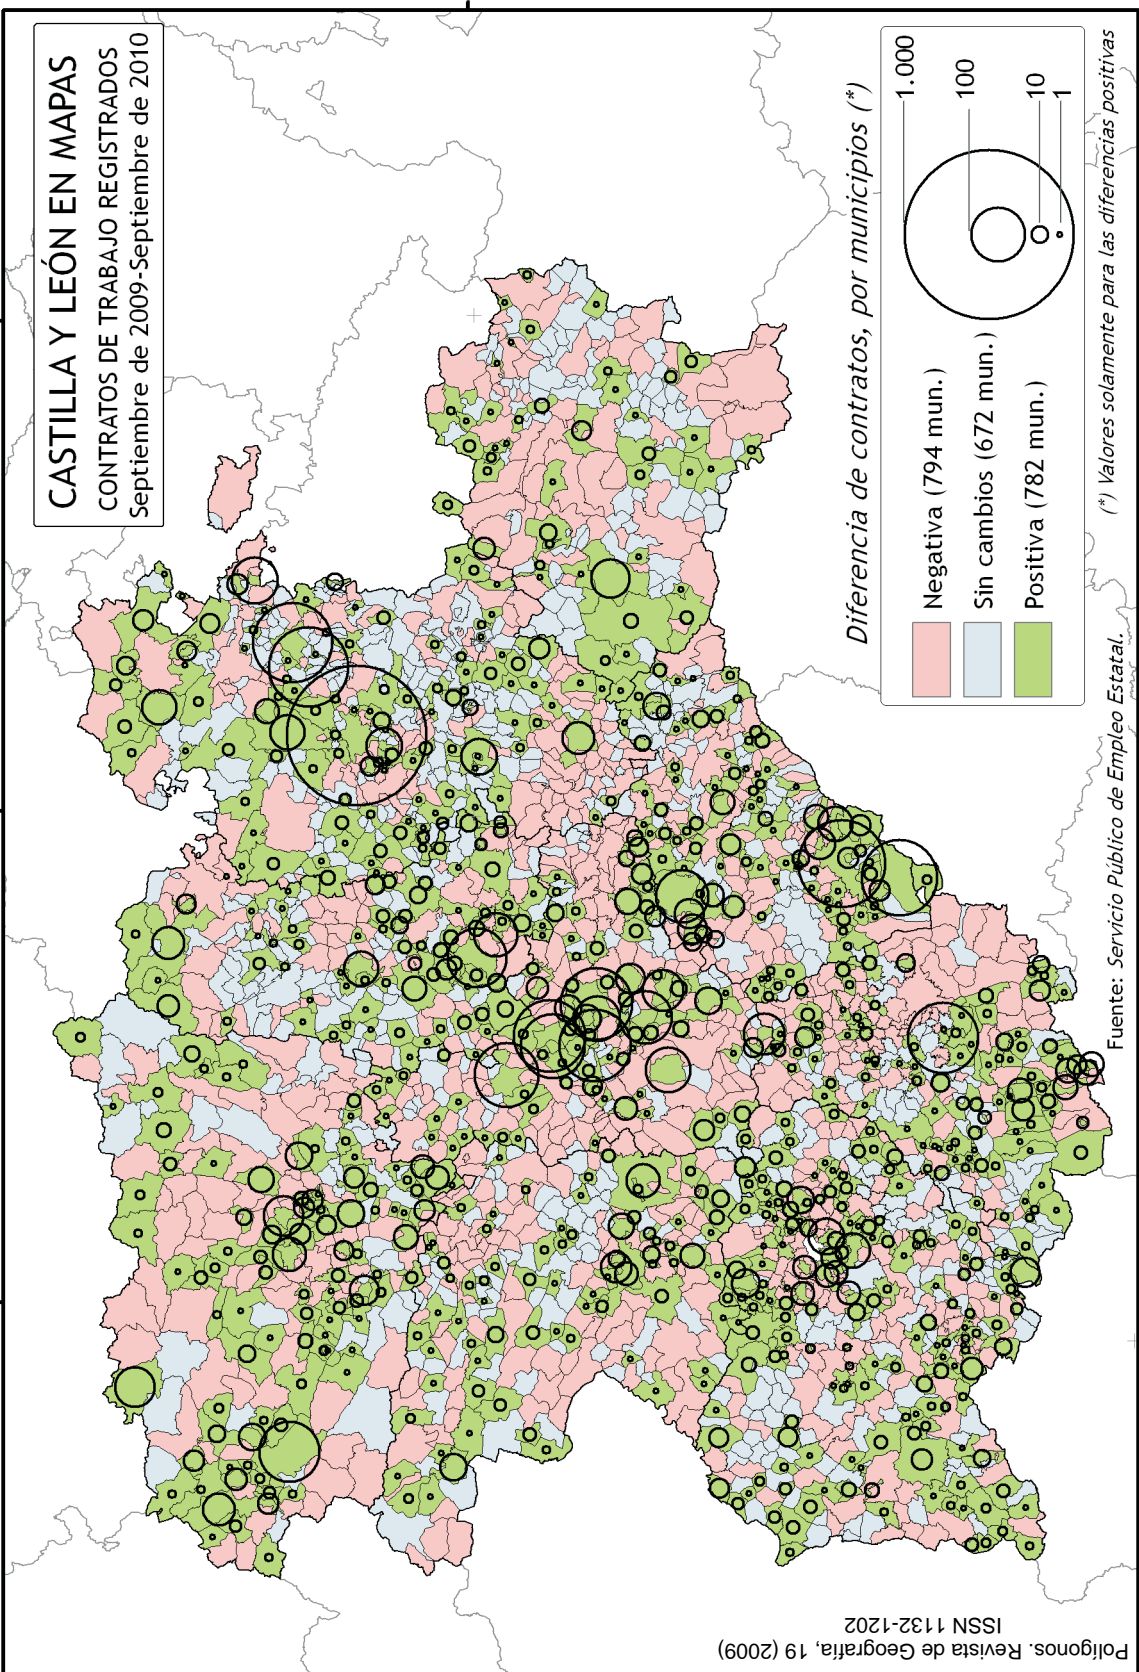 CASTILLA Y LEÓN EN MAPAS
CONTRATOS DE TRABAJO REGISTRADOS
Septiembre de 2009-Septiembre de 2010
Diferencia de contratos, por municipios (*)
Negativa (794 mun.)
Sin cambios (672 mun.)
Positiva (782 mun.)
1.000
100
10
1
(*) Valores solamente para las diferencias positivas
Fuente: Servicio Público de Empleo Estatal.
Polígonos. Revista de Geografía, 19 (2009)
ISSN 1132-1202